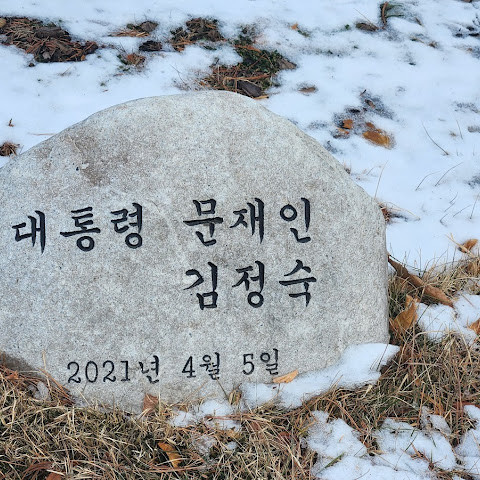 대통령 문재인
김정숙
2021년 4월 5일